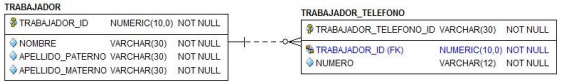 TRABAJADOR
TRABAJADOR_ID NUMERIC(10,0) NOT NULL
NOMBRE VARCHAR(30) NOT NULL
APELLIDO_PATERNO VARCHAR(30) NOT NULL
APELLIDO_MATERNO VARCHAR(30) NOT NULL
TRABAJADOR_TELEFONO
TRABAJADOR_TELEFONO_ID VARCHAR(30) NOT NULL
TRABAJADOR_ID (FK) NUMERIC(10,0) NOT NULL
NUMERO VARCHAR(12) NOT NULL